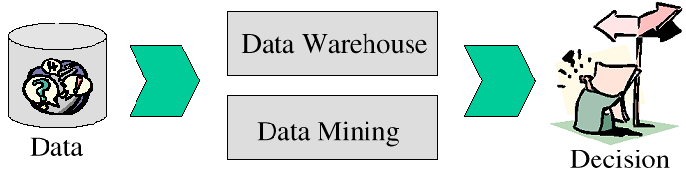 Data
Data Warehouse
Data Mining
Decision